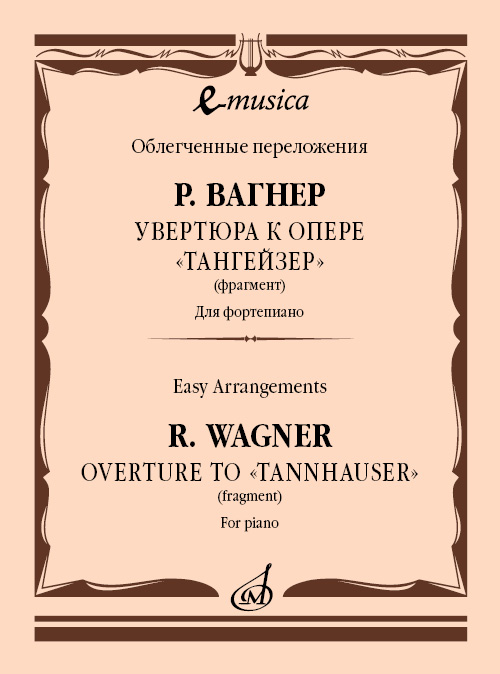 e-musica
Облегченные переложения
Р. ВАГНЕР
УВЕРТЮРА К ОПЕРЕ
«ТАНГЕЙЗЕР»
(фрагмент)
Для фортепиано
Easy Arrangements
R. WAGNER
OVERTURE TO «TANNHAUSER»
(fragment)
For piano